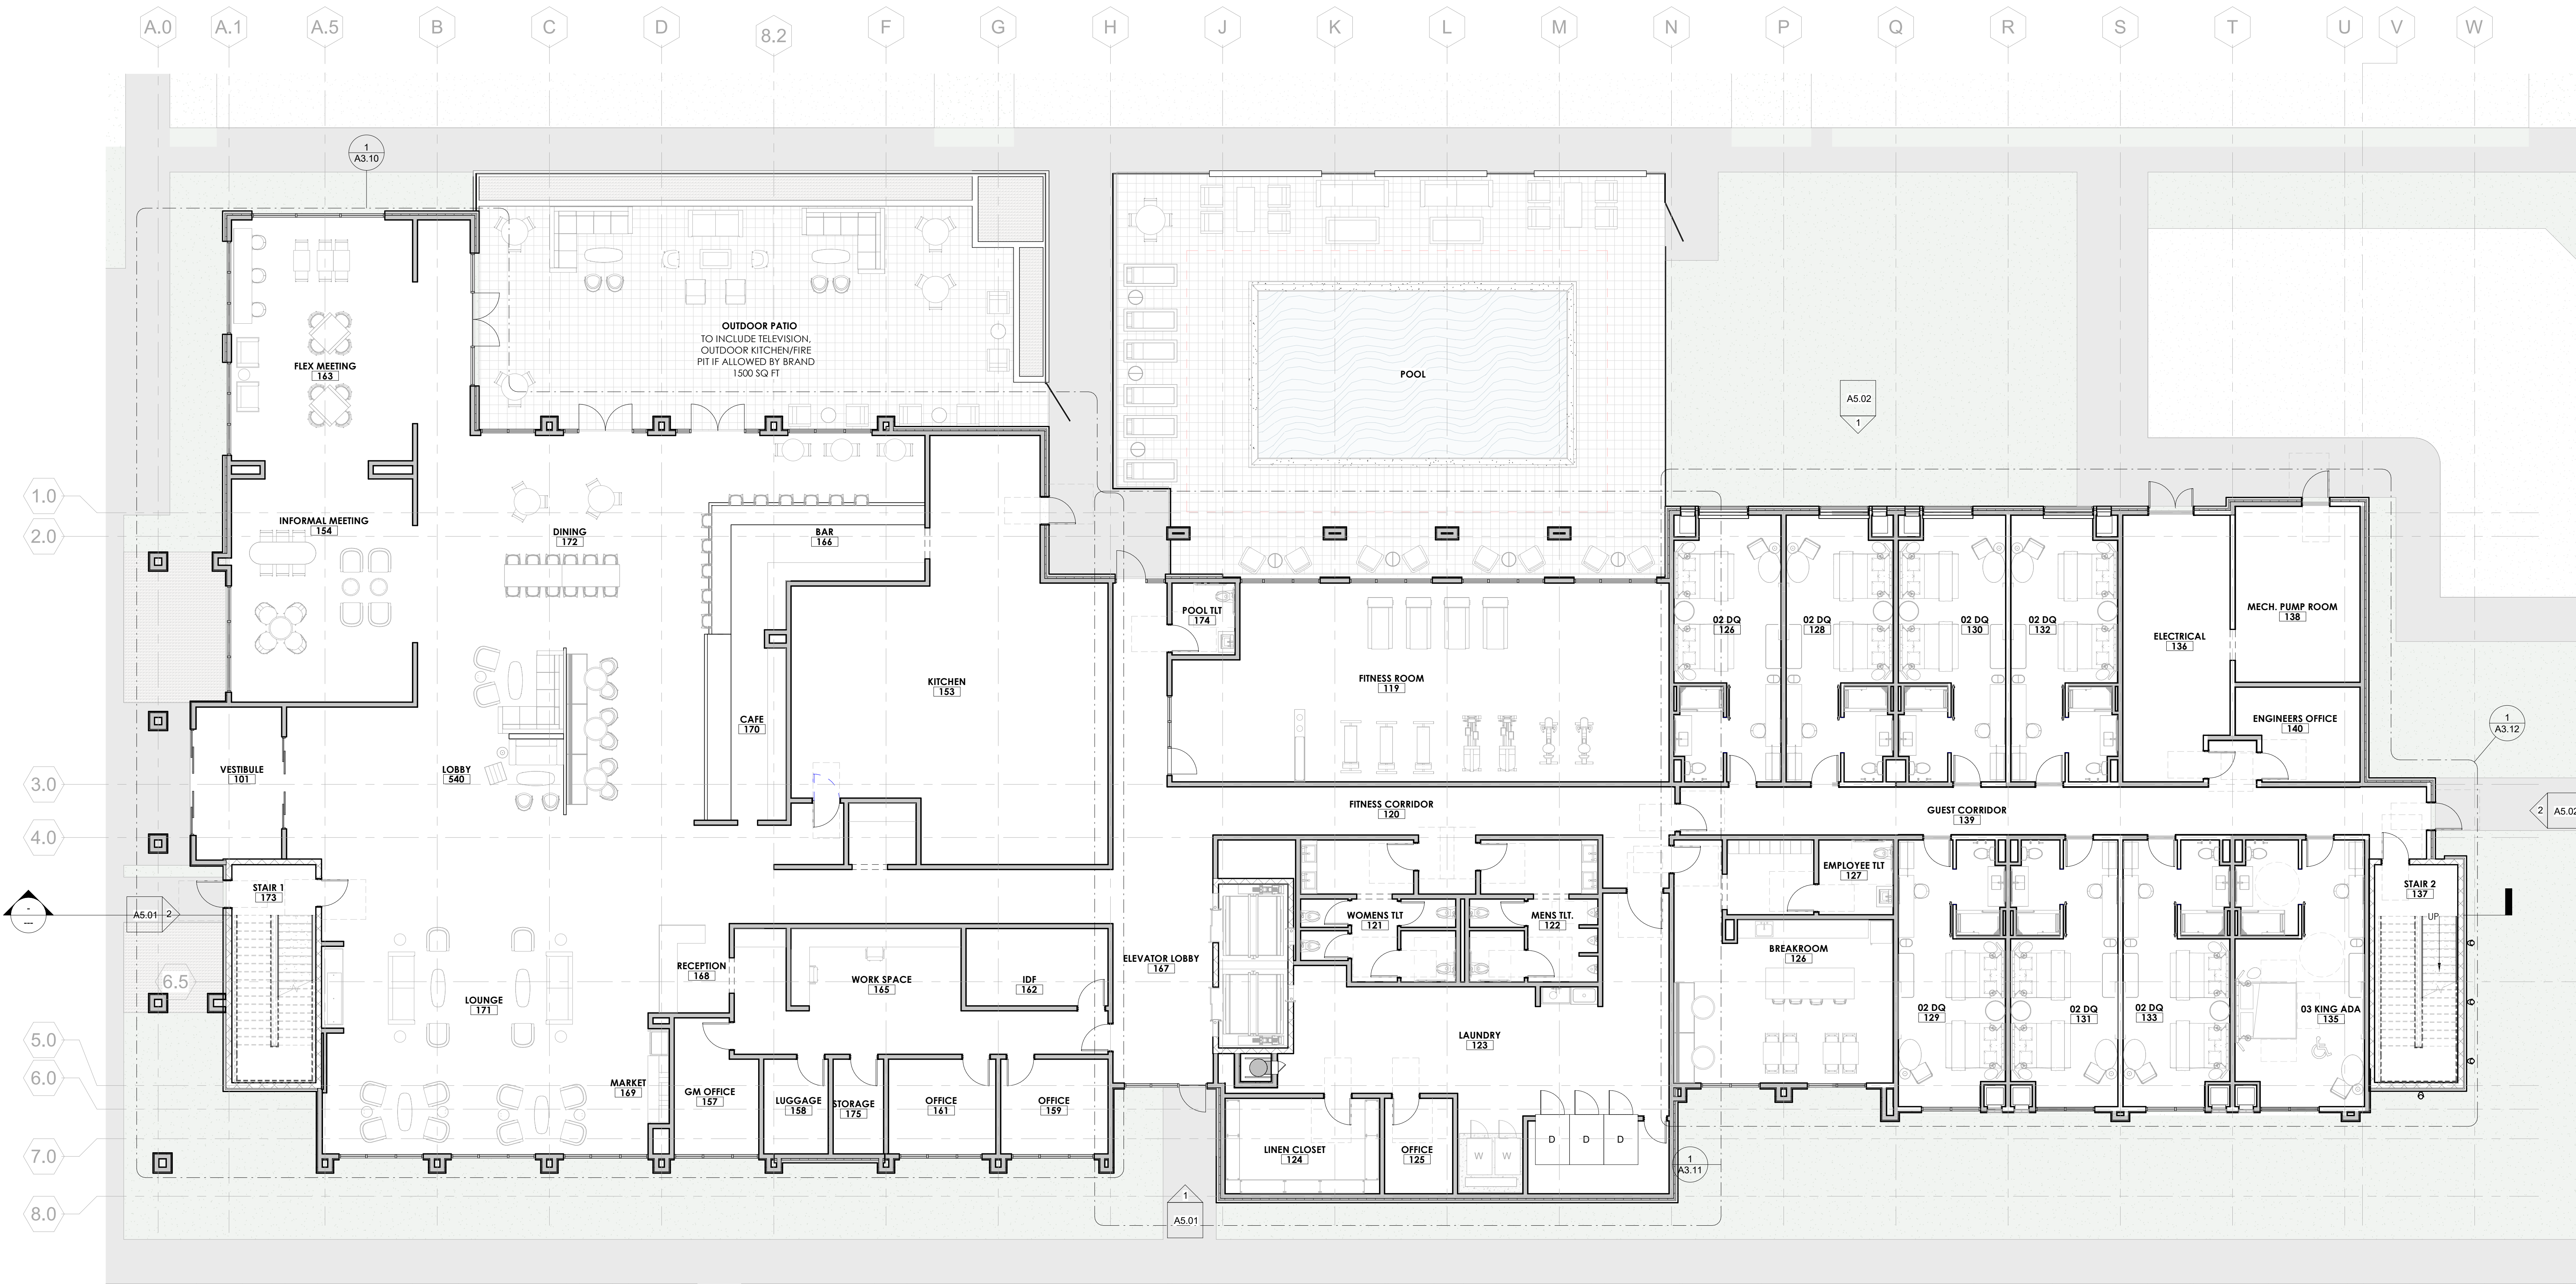 A.0
A.1
A.5
B
C
D
8.2
F
G
H
J
K
L
M
N
P
Q
R
S
T
U
V
W
1
A3.10
OUTDOOR PATIO
TO INCLUDE TELEVISION,
OUTDOOR KITCHEN/FIRE
PIT IF ALLOWED BY BRAND
1500 SQ FT
FLEX MEETING
163
POOL
A5.02
1
1.0
2.0
INFORMAL MEETING
154
DINING
172
BAR
166
POOL TLT
174
02 DQ
126
02 DQ
128
02 DQ
130
02 DQ
132
ELECTRICAL
136
MECH. PUMP ROOM
138
KITCHEN
153
FITNESS ROOM
119
CAFE
170
ENGINEERS OFFICE
140
1
A3.12
3.0
VESTIBULE
101
LOBBY
540
4.0
FITNESS CORRIDOR
120
GUEST CORRIDOR
139
2
A5.02
STAIR 1
173
EMPLOYEE TLT
127
STAIR 2
137
UP
-
---
A5.01
2
WOMENS TLT
121
MENS TLT.
122
BREAKROOM
126
6.5
RECEPTION
168
WORK SPACE
165
IDF
162
ELEVATOR LOBBY
167
LOUNGE
171
02 DQ
129
02 DQ
131
02 DQ
133
03 KING ADA
135
5.0
6.0
LAUNDRY
123
MARKET
169
GM OFFICE
157
LUGGAGE
158
STORAGE
175
OFFICE
161
OFFICE
159
7.0
LINEN CLOSET
124
OFFICE
125
W
W
D
D
D
1
A3.11
8.0
1
A5.01